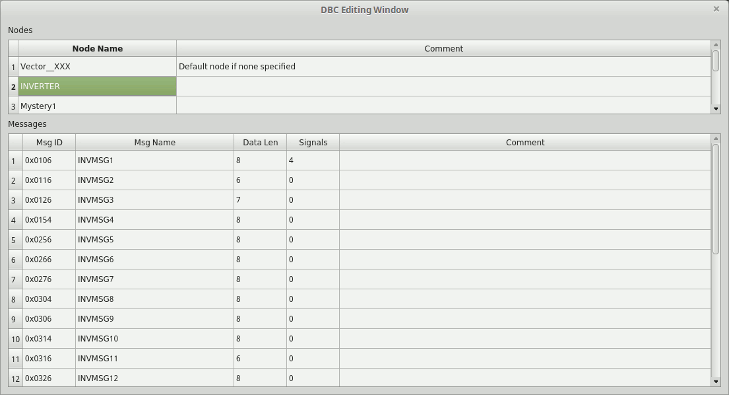 DBC Editing Window ×
Nodes
Node Name Comment
1 Vector__XXX Default node if none specified
2 INVERTER
3 Mystery1
Messages
Msg ID Msg Name Data Len Signals Comment
1 0x0106 INVMSG1 8 4
2 0x0116 INVMSG2 6 0
3 0x0126 INVMSG3 7 0
4 0x0154 INVMSG4 8 0
5 0x0256 INVMSG5 8 0
6 0x0266 INVMSG6 8 0
7 0x0276 INVMSG7 8 0
8 0x0304 INVMSG8 8 0
9 0x0306 INVMSG9 8 0
10 0x0314 INVMSG10 8 0
11 0x0316 INVMSG11 6 0
12 0x0326 INVMSG12 8 0